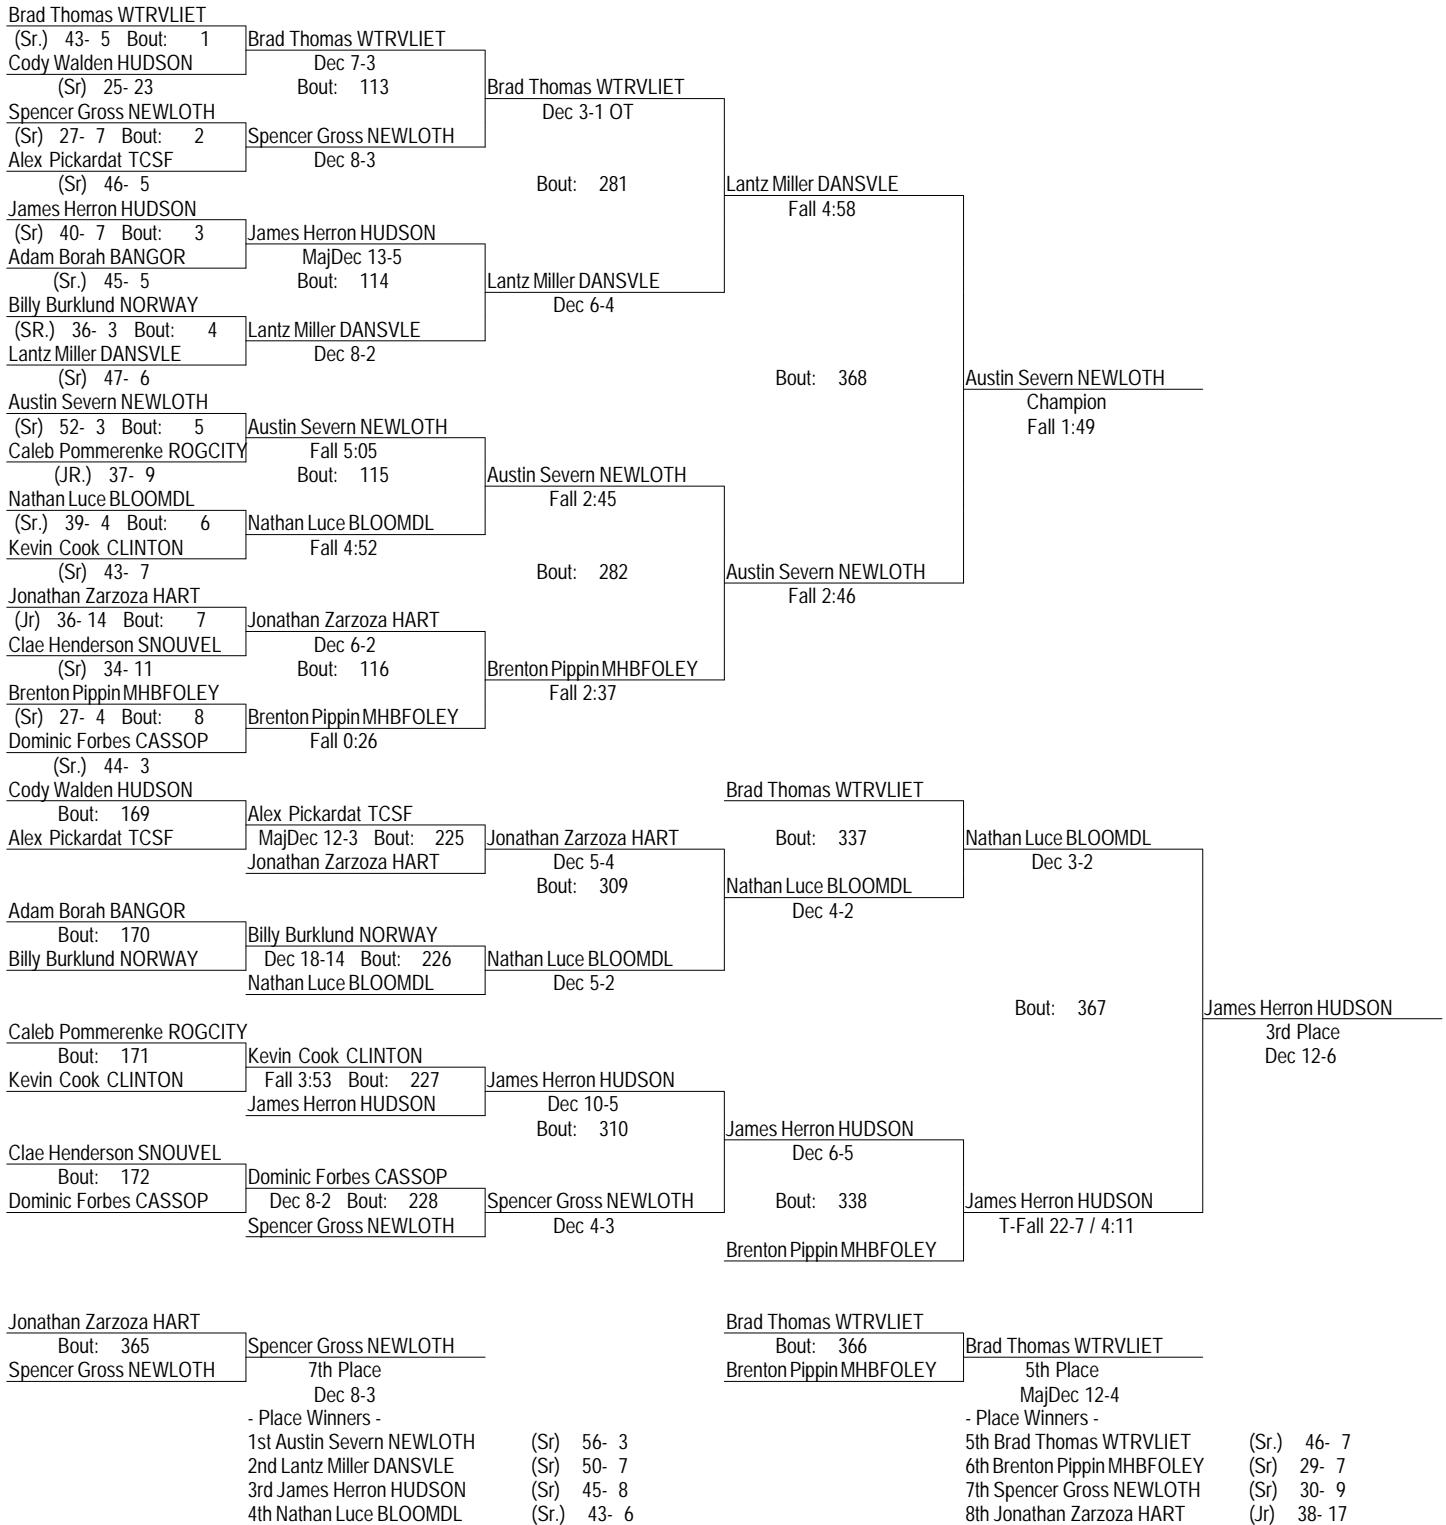 Brad Thomas WTRVLIET
(Sr.) 43- 5 Bout: 1 Brad Thomas WTRVLIET
Cody Walden HUDSON Dec 7-3
(Sr) 25- 23 Bout: 113 Brad Thomas WTRVLIET
Spencer Gross NEWLOTH Dec 3-1 OT
(Sr) 27- 7 Bout: 2 Spencer Gross NEWLOTH
Alex Pickardat TCSF Dec 8-3
(Sr) 46- 5 Bout: 281 Lantz Miller DANSVLE
James Herron HUDSON Fall 4:58
(Sr) 40- 7 Bout: 3 James Herron HUDSON
Adam Borah BANGOR MajDec 13-5
(Sr.) 45- 5 Bout: 114 Lantz Miller DANSVLE
Billy Burklund NORWAY Dec 6-4
(SR.) 36- 3 Bout: 4 Lantz Miller DANSVLE
Lantz Miller DANSVLE Dec 8-2
(Sr) 47- 6 Bout: 368 Austin Severn NEWLOTH
Austin Severn NEWLOTH Champion
(Sr) 52- 3 Bout: 5 Austin Severn NEWLOTH Fall 1:49
Caleb Pommerenke ROGCITY Fall 5:05
(JR.) 37- 9 Bout: 115 Austin Severn NEWLOTH
Nathan Luce BLOOMDL Fall 2:45
(Sr.) 39- 4 Bout: 6 Nathan Luce BLOOMDL
Kevin Cook CLINTON Fall 4:52
(Sr) 43- 7 Bout: 282 Austin Severn NEWLOTH
Jonathan Zarzoza HART Fall 2:46
(Jr) 36- 14 Bout: 7 Jonathan Zarzoza HART
Clae Henderson SNOUVEL Dec 6-2
(Sr) 34- 11 Bout: 116 Brenton Pippin MHBFOLEY
Brenton Pippin MHBFOLEY Fall 2:37
(Sr) 27- 4 Bout: 8 Brenton Pippin MHBFOLEY
Dominic Forbes CASSOP Fall 0:26
(Sr.) 44- 3
Cody Walden HUDSON Brad Thomas WTRVLIET
Bout: 169 Alex Pickardat TCSF
Alex Pickardat TCSF MajDec 12-3 Bout: 225 Jonathan Zarzoza HART Bout: 337 Nathan Luce BLOOMDL
Jonathan Zarzoza HART Dec 5-4 Dec 3-2
Bout: 309 Nathan Luce BLOOMDL
Adam Borah BANGOR Dec 4-2
Bout: 170 Billy Burklund NORWAY
Billy Burklund NORWAY Dec 18-14 Bout: 226 Nathan Luce BLOOMDL
Nathan Luce BLOOMDL Dec 5-2
Bout: 367 James Herron HUDSON
Caleb Pommerenke ROGCITY 3rd Place
Bout: 171 Kevin Cook CLINTON Dec 12-6
Kevin Cook CLINTON Fall 3:53 Bout: 227 James Herron HUDSON
James Herron HUDSON Dec 10-5
Bout: 310 James Herron HUDSON
Clae Henderson SNOUVEL Dec 6-5
Bout: 172 Dominic Forbes CASSOP
Dominic Forbes CASSOP Dec 8-2 Bout: 228 Spencer Gross NEWLOTH Bout: 338 James Herron HUDSON
Spencer Gross NEWLOTH Dec 4-3 T-Fall 22-7 / 4:11
Brenton Pippin MHBFOLEY
Jonathan Zarzoza HART Brad Thomas WTRVLIET
Bout: 365 Spencer Gross NEWLOTH Bout: 366 Brad Thomas WTRVLIET
Spencer Gross NEWLOTH 7th Place Brenton Pippin MHBFOLEY 5th Place
Dec 8-3 MajDec 12-4
- Place Winners - - Place Winners -
1st Austin Severn NEWLOTH (Sr) 56- 3 5th Brad Thomas WTRVLIET (Sr.) 46- 7
2nd Lantz Miller DANSVLE (Sr) 50- 7 6th Brenton Pippin MHBFOLEY (Sr) 29- 7
3rd James Herron HUDSON (Sr) 45- 8 7th Spencer Gross NEWLOTH (Sr) 30- 9
4th Nathan Luce BLOOMDL (Sr.) 43- 6 8th Jonathan Zarzoza HART (Jr) 38- 17